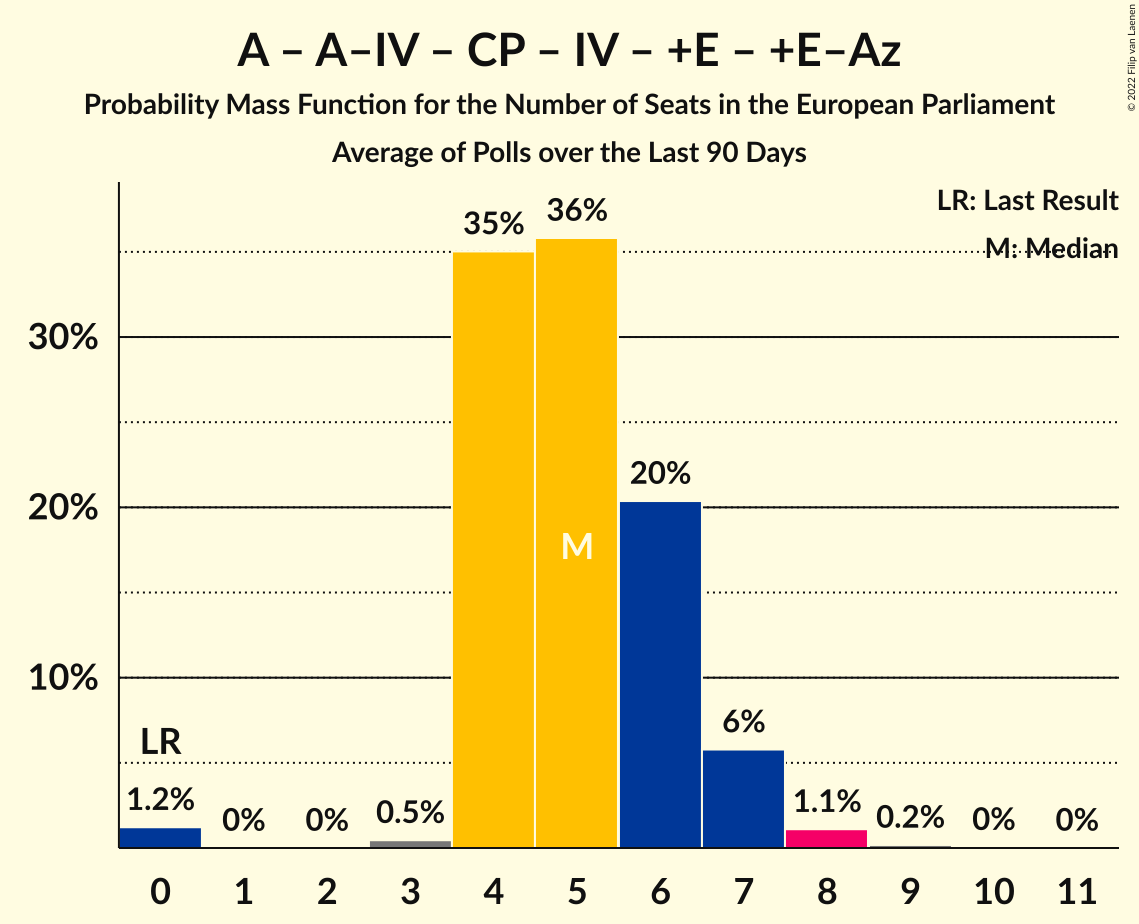 A – A–IV – CP – IV – +E – +E–Az
Probability Mass Function for the Number of Seats in the European Parliament
Average of Polls over the Last 90 Days
© 2022 Filip van Laenen
LR: Last Result
M: Median
35%
36%
30%
20%
M
20%
10%
6%
LR
1.2%
0%
0%
0.5%
1.1%
0.2%
0%
0%
0 1 2 3 4 5 6 7 8 9 10 11